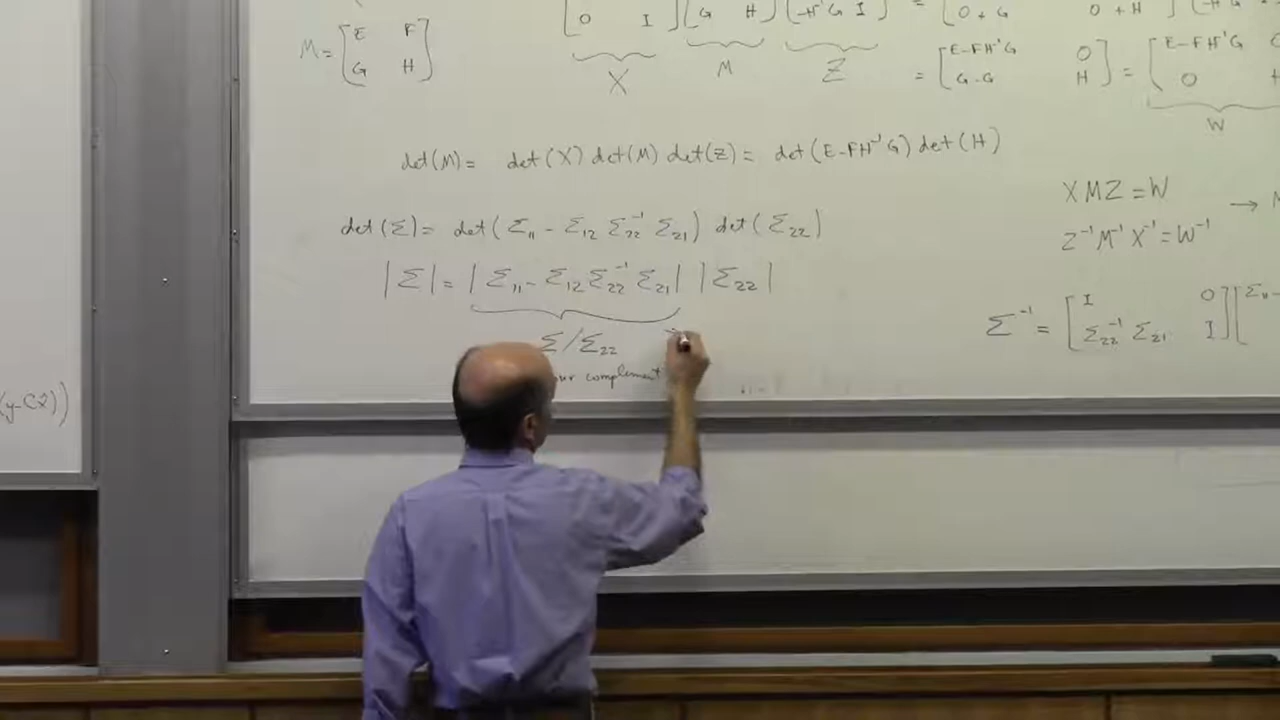 M = [E F; G H]
[0 I] [G H] [-H⁻¹G I] = [0+G 0+H] [-H
X M Z
= [E-FH⁻¹G 0; G-G H] = [E-FH⁻¹G; 0
W
det(M) = det(X) det(M) det(Z) = det(E-FH⁻¹G) det(H)
XMZ = W →
Z⁻¹M⁻¹X⁻¹ = W⁻¹
det(Σ) = det(Σ₁₁ - Σ₁₂ Σ₂₂⁻¹ Σ₂₁) det(Σ₂₂)
|Σ| = |Σ₁₁ - Σ₁₂ Σ₂₂⁻¹ Σ₂₁| |Σ₂₂|
Σ/Σ₂₂
complement
Σ⁻¹ = [I 0; Σ₂₂⁻¹ Σ₂₁ I] [Σ₁₁-
(y-Cx̂))